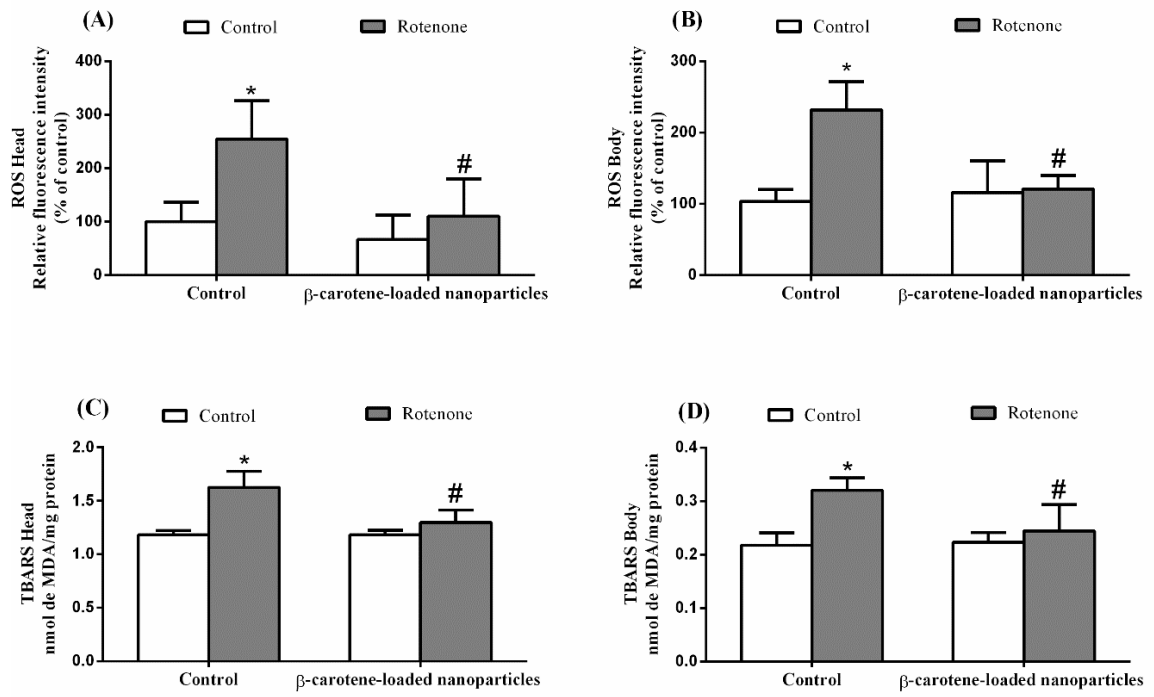 (A)
Control
Rotenone
ROS Head
Relative fluorescence intensity
(% of control)
400
300
200
100
0
*
#
Control
β-carotene-loaded nanoparticles
(B)
Control
Rotenone
ROS Body
Relative fluorescence intensity
(% of control)
300
200
100
0
*
#
Control
β-carotene-loaded nanoparticles
(C)
Control
Rotenone
TBARS Head
nmol de MDA/mg protein
2.0
1.5
1.0
0.5
0.0
*
#
Control
β-carotene-loaded nanoparticles
(D)
Control
Rotenone
TBARS Body
nmol de MDA/mg protein
0.4
0.3
0.2
0.1
0.0
*
#
Control
β-carotene-loaded nanoparticles